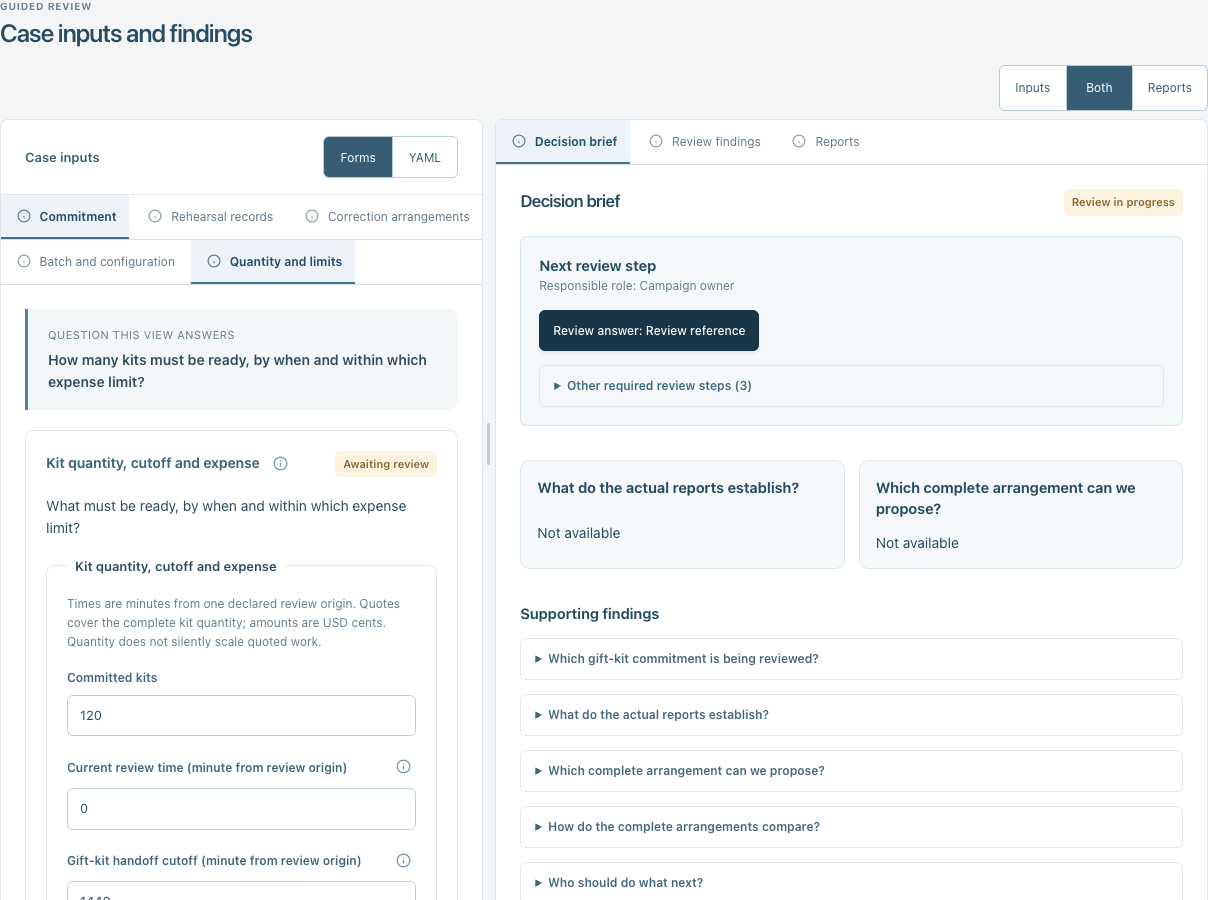 GUIDED REVIEW
Case inputs and findings
Inputs
Both
Reports
Case inputs
Forms
YAML
Commitment
Rehearsal records
Correction arrangements
Batch and configuration
Quantity and limits
QUESTION THIS VIEW ANSWERS
How many kits must be ready, by when and within which
expense limit?
Kit quantity, cutoff and expense
Awaiting review
What must be ready, by when and within which expense
limit?
Kit quantity, cutoff and expense
Times are minutes from one declared review origin. Quotes
cover the complete kit quantity; amounts are USD cents.
Quantity does not silently scale quoted work.
Committed kits
120
Current review time (minute from review origin)
0
Gift-kit handoff cutoff (minute from review origin)
1440
Decision brief
Review findings
Reports
Decision brief
Review in progress
Next review step
Responsible role: Campaign owner
Review answer: Review reference
Other required review steps (3)
What do the actual reports establish?
Not available
Which complete arrangement can we
propose?
Not available
Supporting findings
Which gift-kit commitment is being reviewed?
What do the actual reports establish?
Which complete arrangement can we propose?
How do the complete arrangements compare?
Who should do what next?